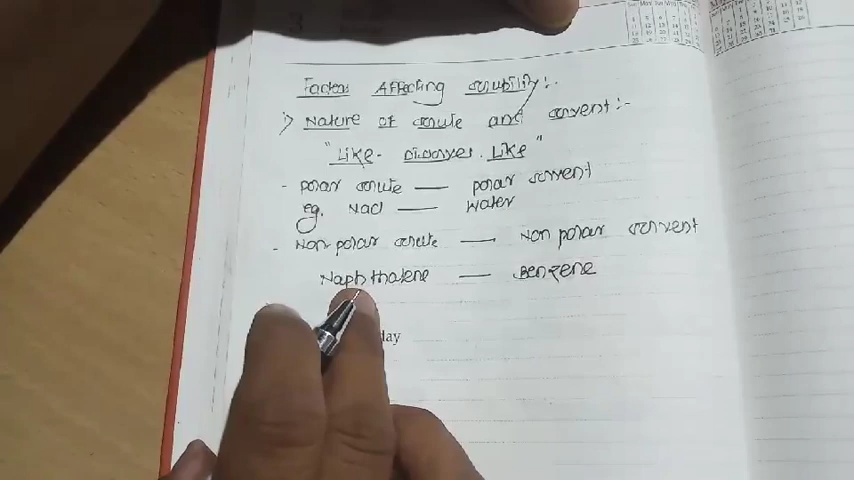 Factors Affecting solubility :-
i) Nature of solute and solvent :-
"Like - Dissolves Like"
- polar solute — polar solvent
eg. Nacl — Water
- Non-polar solute — Non polar solvent
Naphthalene — Benzene
day